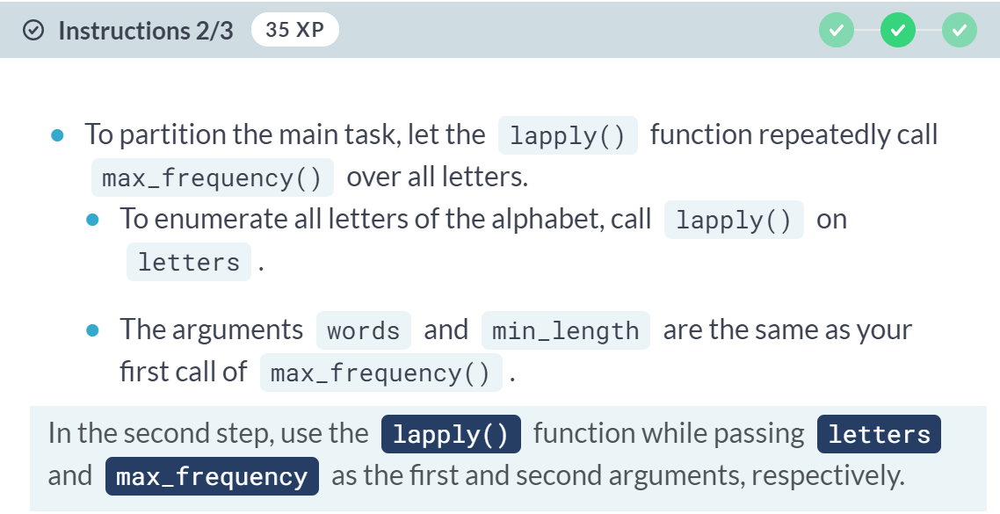 Instructions 2/3 35 XP
To partition the main task, let the lapply() function repeatedly call
max_frequency() over all letters.
To enumerate all letters of the alphabet, call lapply() on
letters .
The arguments words and min_length are the same as your
first call of max_frequency() .
In the second step, use the lapply() function while passing letters
and max_frequency as the first and second arguments, respectively.